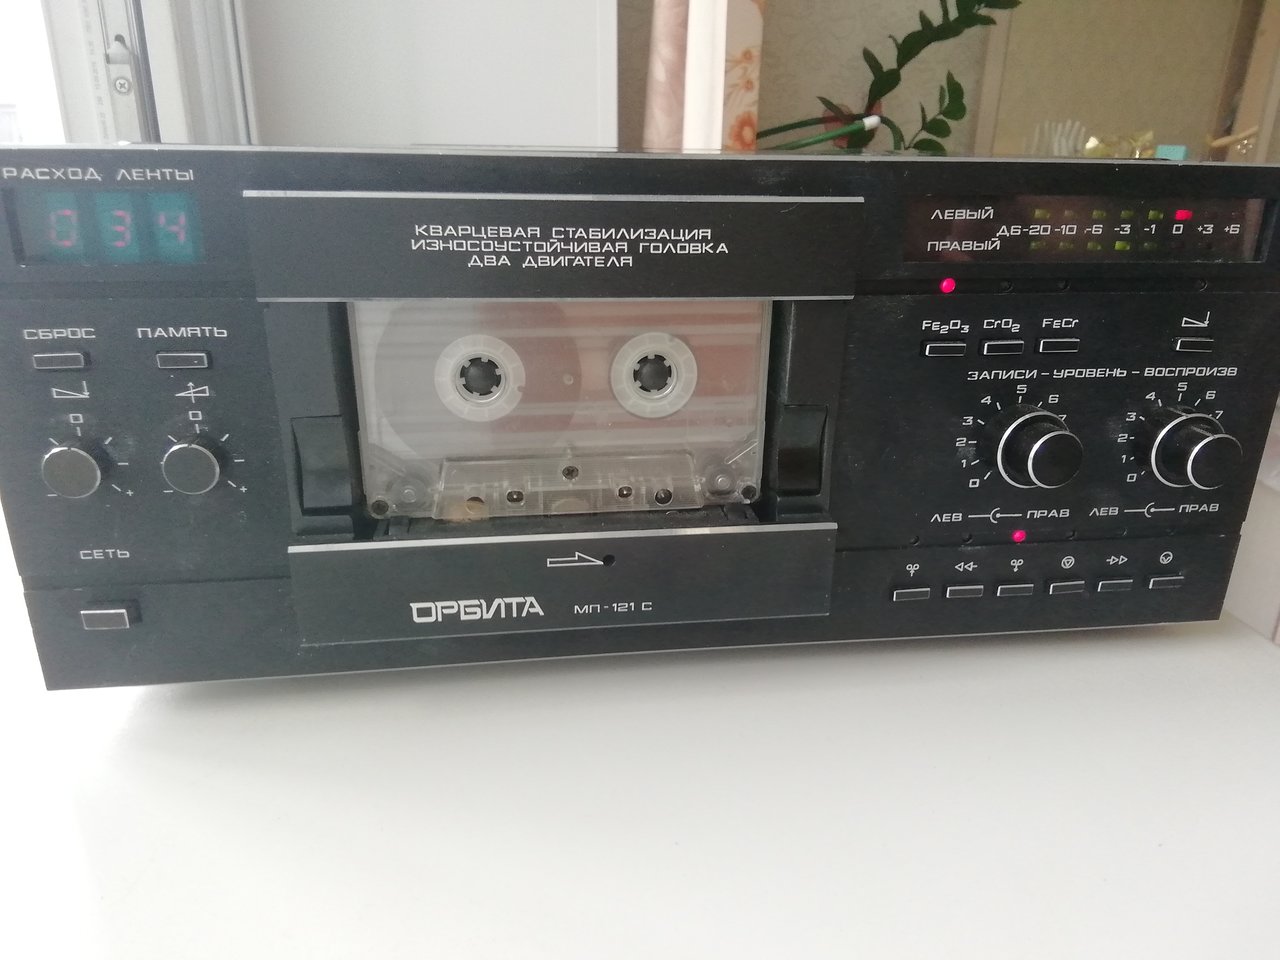 РАСХОД ЛЕНТЫ
034
КВАРЦЕВАЯ СТАБИЛИЗАЦИЯ
ИЗНОСОУСТОЙЧИВАЯ ГОЛОВКА
ДВА ДВИГАТЕЛЯ
ЛЕВЫЙ
ДБ -20 -10 -6 -3 -1 0 +3 +6
ПРАВЫЙ
СБРОС ПАМЯТЬ
0 0
- + - +
СЕТЬ
Fe2O3 CrO2 FeCr
ЗАПИСИ - УРОВЕНЬ - ВОСПРОИЗВ
0 1 2 3 4 5 6 7
0 1 2 3 4 5 6 7
ЛЕВ ПРАВ ЛЕВ ПРАВ
ОРБИТА МП-121 С